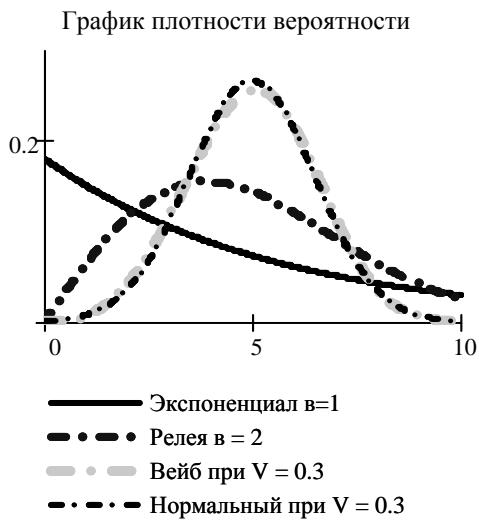 График плотности вероятности
0.2
0
5
10
Экспоненциал в=1
Релея в = 2
Вейб при V = 0.3
Нормальный при V = 0.3